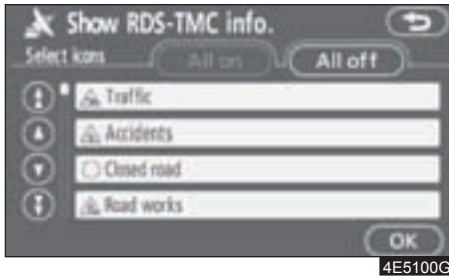 Show RDS-TMC info.
Select icons All on All off
Traffic
Accidents
Closed road
Road works
OK
4E5100G